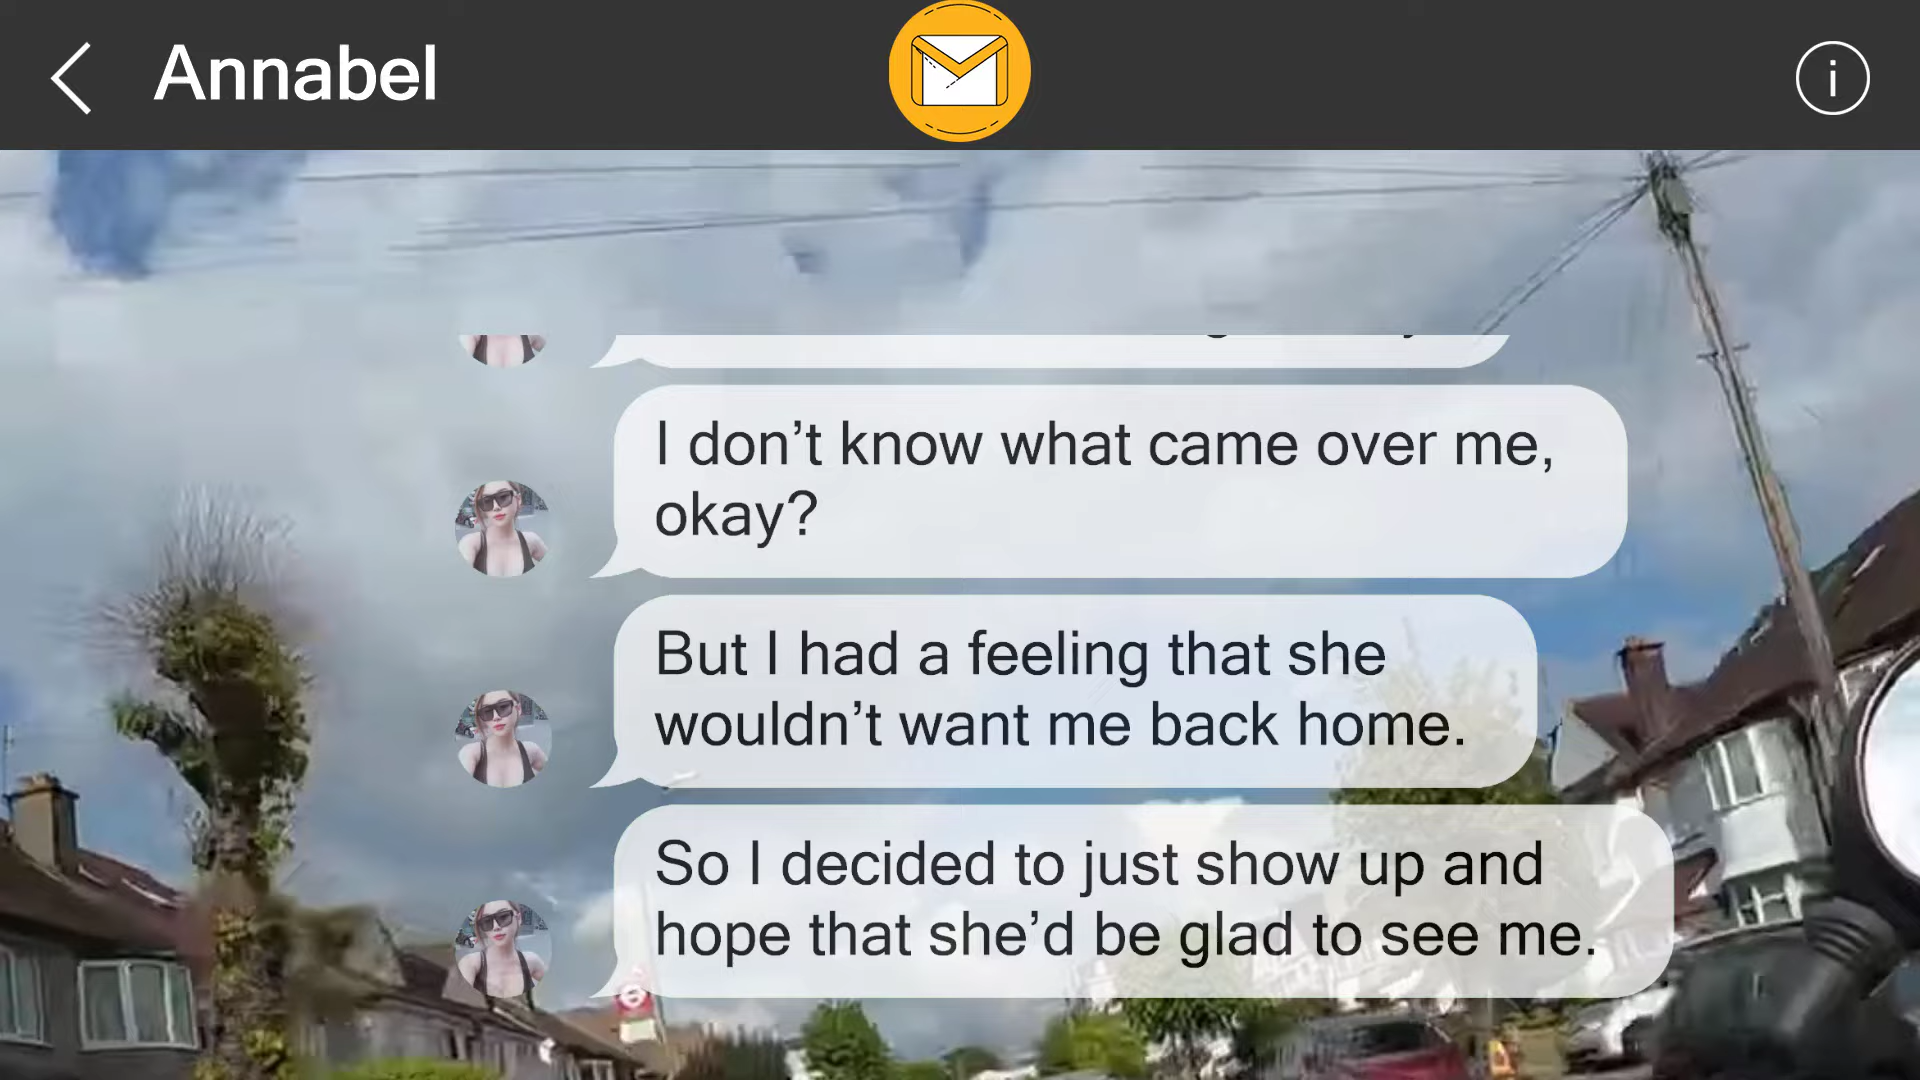 Annabel
I don’t know what came over me,
okay?
But I had a feeling that she
wouldn’t want me back home.
So I decided to just show up and
hope that she’d be glad to see me.